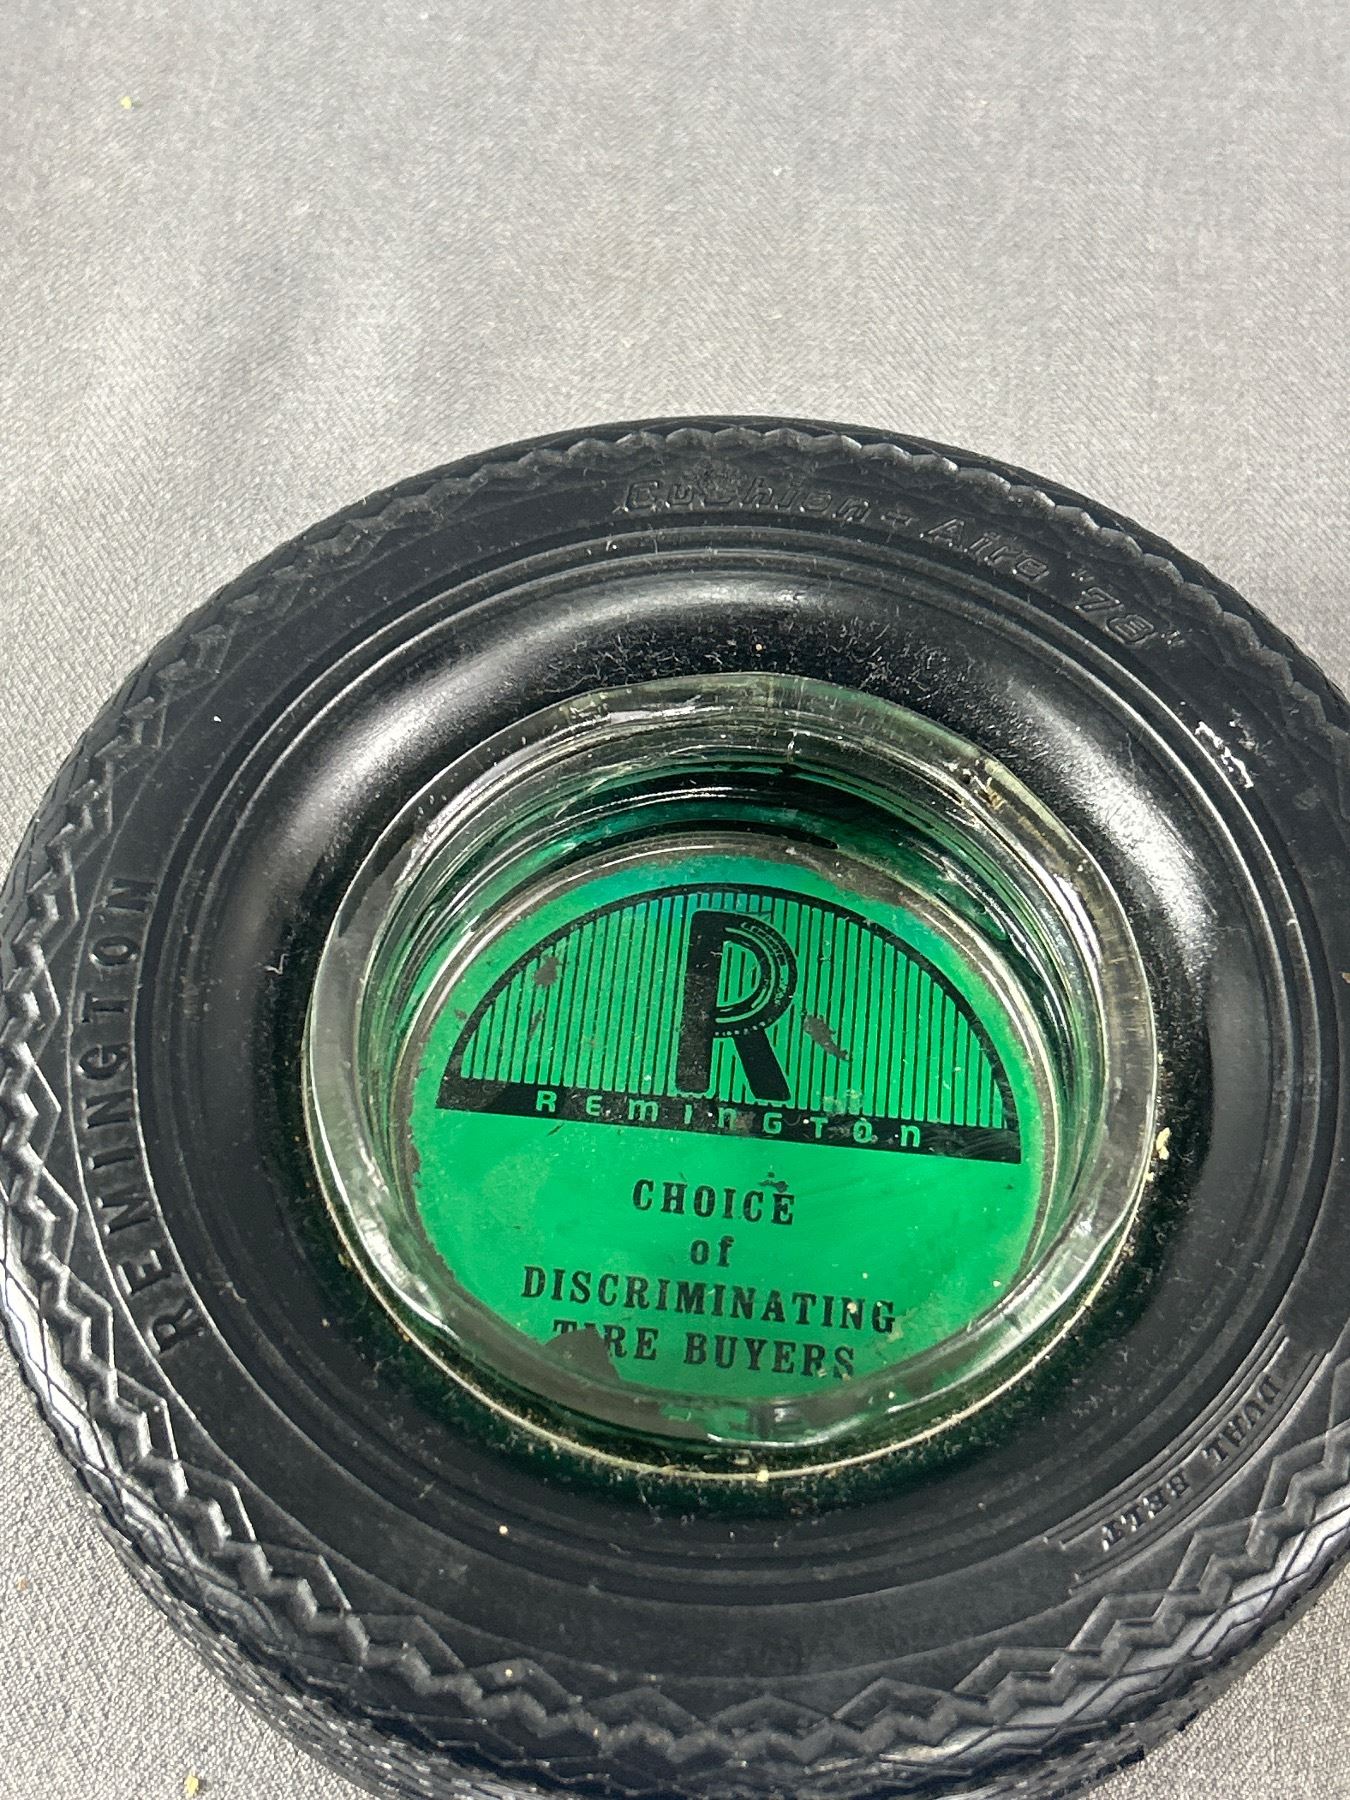 Cushion-Aire "78"
REMINGTON
R
REMINGTON
CHOICE
of
DISCRIMINATING
TIRE BUYERS
DUAL BELT